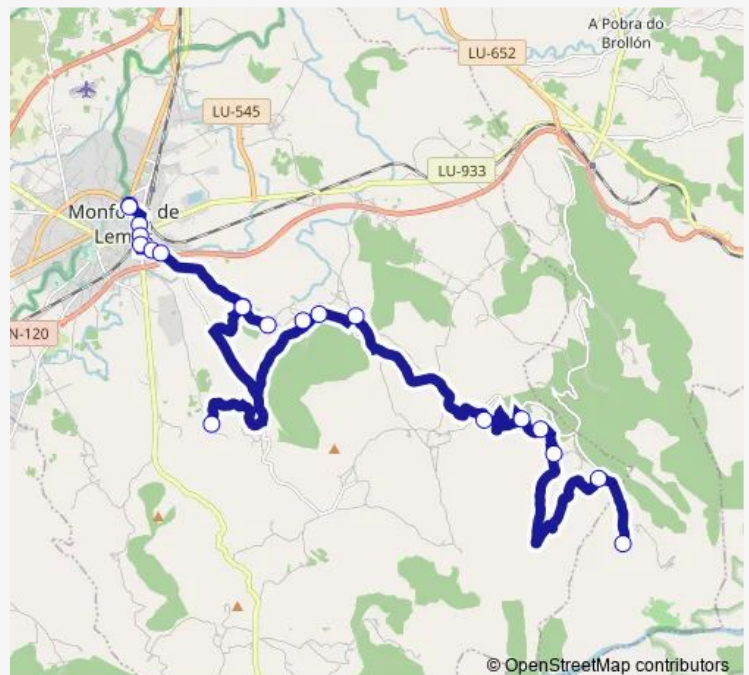 A Pobra do
Brollón
LU-652
LU-545
LU-933
Monfo de
Lem
N-120
© OpenStreetMap contributors